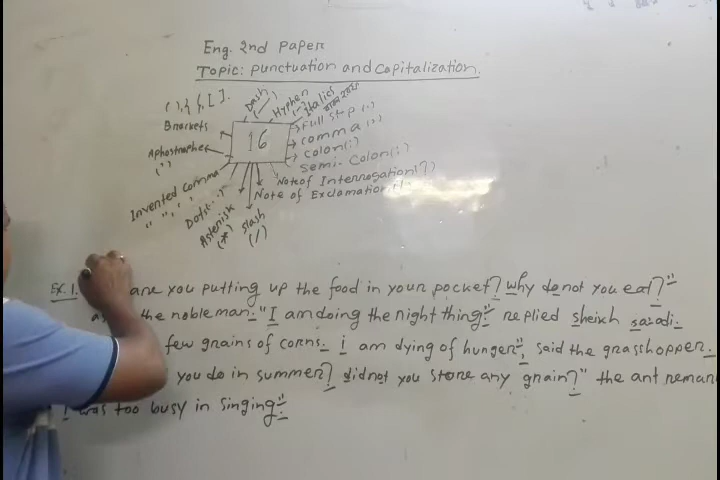 Eng. 2nd Paper
Topic: punctuation and capitalization.
( ), { }, [ ].
Brackets
Aphostrophe
(')
Invented comma
" ", ' '
Dots(...)
Asterisk
(*)
Slash
(/)
16
Dash
Hyphen
(-)
Italics
Full stop (.)
comma (,)
colon(:)
Semi-Colon(;)
Note of Interrogation(?)
Note of Exclamation(!)
Ex. 1. are you putting up the food in your pocket? why donot you eat?"
the nobleman. "I am doing the right thing." replied sheikh saadi.
few grains of corns. i am dying of hunger", said the grasshopper.
you do in summer? didnot you store any grain?" the ant remar
I was too busy in singing."